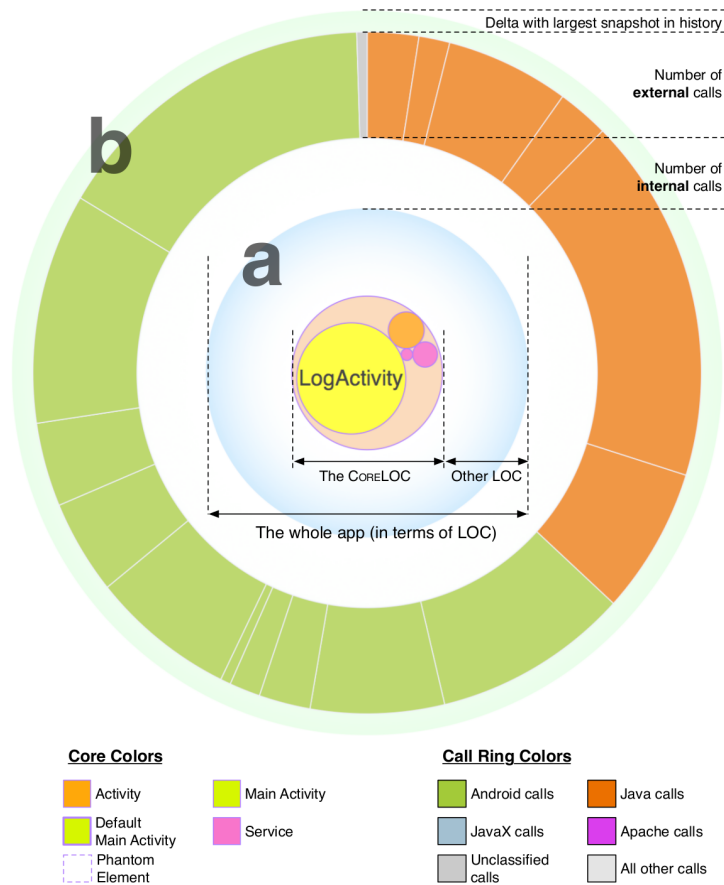 Delta with largest snapshot in history
Number of
external calls
b
Number of
internal calls
a
LogActivity
The CORELOC
Other LOC
The whole app (in terms of LOC)
Core Colors
Activity
Main Activity
Default
Main Activity
Service
Phantom
Element
Call Ring Colors
Android calls
Java calls
JavaX calls
Apache calls
Unclassified
calls
All other calls